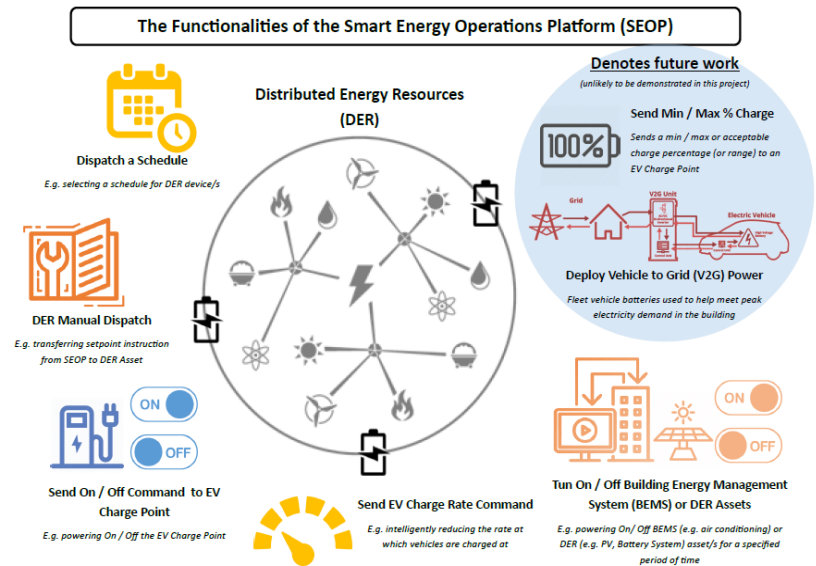 The Functionalities of the Smart Energy Operations Platform (SEOP)
Dispatch a Schedule
E.g. selecting a schedule for DER device/s
DER Manual Dispatch
E.g. transferring setpoint instruction
from SEOP to DER Asset
ON
OFF
Send On / Off Command to EV
Charge Point
E.g. powering On / Off the EV Charge Point
Distributed Energy Resources
(DER)
Send EV Charge Rate Command
E.g. intelligently reducing the rate at
which vehicles are charged at
Denotes future work
(unlikely to be demonstrated in this project)
100%
Send Min / Max % Charge
Sends a min / max or acceptable
charge percentage (or range) to an
EV Charge Point
Grid
V2G Unit
Electric Vehicle
Deploy Vehicle to Grid (V2G) Power
Fleet vehicle batteries used to help meet peak
electricity demand in the building
ON
OFF
Tun On / Off Building Energy Management
System (BEMS) or DER Assets
E.g. powering On/ Off BEMS (e.g. air conditioning) or
DER (e.g. PV, Battery System) asset/s for a specified
period of time